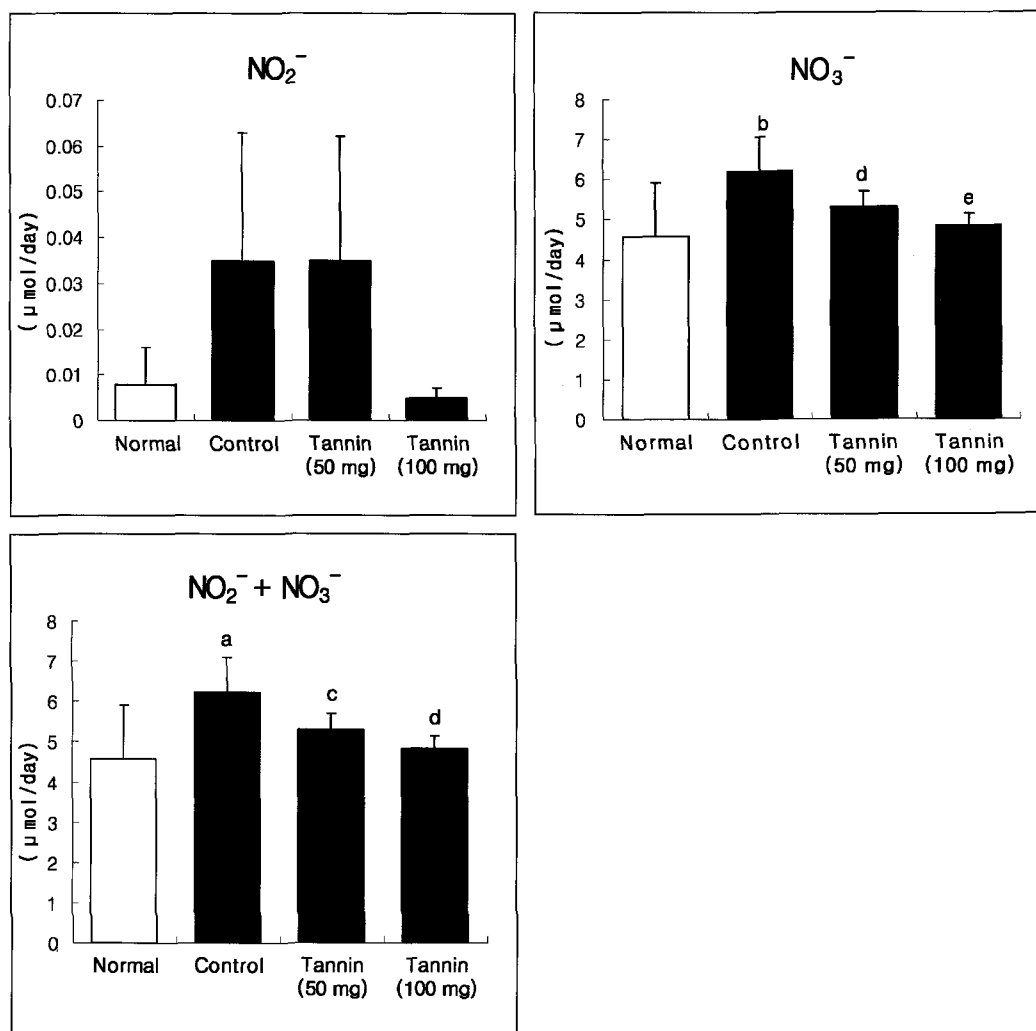 NO₂⁻
0.07
0.06
0.05
0.04
0.03
0.02
0.01
0
(μmol/day)
Normal Control Tannin (50 mg) Tannin (100 mg)
NO₃⁻
8
7
6
5
4
3
2
1
0
(μmol/day)
b
d
e
Normal Control Tannin (50 mg) Tannin (100 mg)
NO₂⁻ + NO₃⁻
8
7
6
5
4
3
2
1
0
(μmol/day)
a
c
d
Normal Control Tannin (50 mg) Tannin (100 mg)